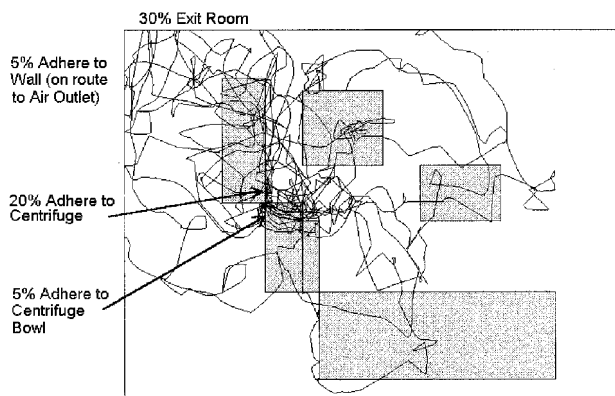 30% Exit Room
5% Adhere to
Wall (on route
to Air Outlet)
20% Adhere to
Centrifuge
5% Adhere to
Centrifuge
Bowl